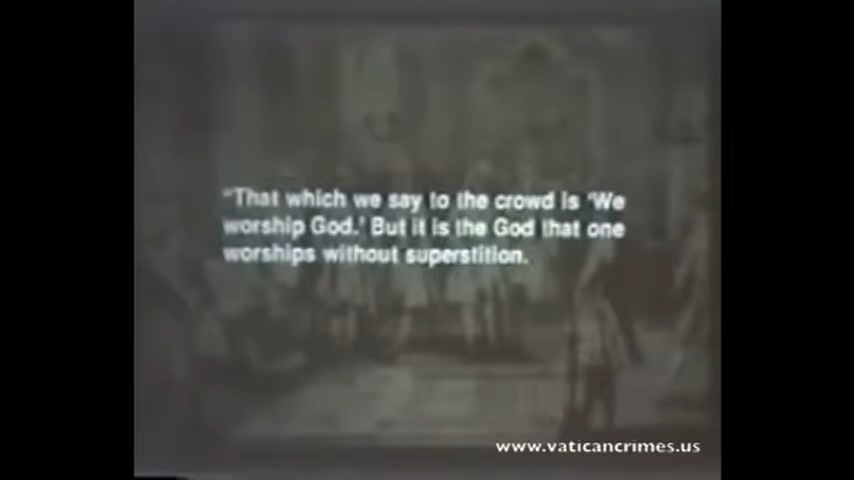 "That which we say to the crowd is 'We
worship God.' But it is the God that one
worships without superstition.
www.vaticancrimes.us